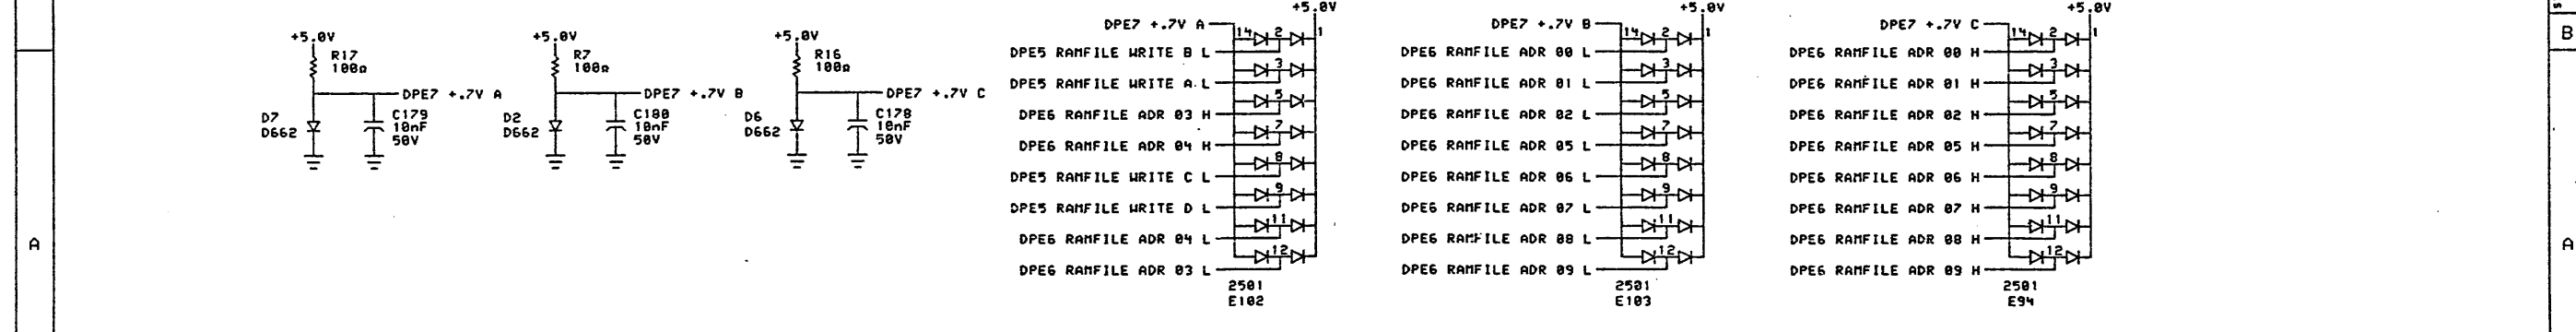 +5.0V
R17
100Ω
DPE7 +.7V A
D7
D662
C179
10nF
50V
+5.0V
R7
100Ω
DPE7 +.7V B
D2
D662
C180
10nF
50V
+5.0V
R16
100Ω
DPE7 +.7V C
D6
D662
C178
10nF
50V
+5.0V
DPE7 +.7V A
14 2 1
DPE5 RAMFILE WRITE B L
3
DPE5 RAMFILE WRITE A L
5
DPE6 RAMFILE ADR 03 H
7
DPE6 RAMFILE ADR 04 H
8
DPE5 RAMFILE WRITE C L
9
DPE5 RAMFILE WRITE D L
11
DPE6 RAMFILE ADR 04 L
12
DPE6 RAMFILE ADR 03 L
2501
E102
+5.0V
DPE7 +.7V B
14 2 1
DPE6 RAMFILE ADR 00 L
3
DPE6 RAMFILE ADR 01 L
5
DPE6 RAMFILE ADR 02 L
7
DPE6 RAMFILE ADR 05 L
8
DPE6 RAMFILE ADR 06 L
9
DPE6 RAMFILE ADR 07 L
11
DPE6 RAMFILE ADR 08 L
12
DPE6 RAMFILE ADR 09 L
2501
E103
+5.0V
DPE7 +.7V C
14 2 1
DPE6 RAMFILE ADR 00 H
3
DPE6 RAMFILE ADR 01 H
5
DPE6 RAMFILE ADR 02 H
7
DPE6 RAMFILE ADR 05 H
8
DPE6 RAMFILE ADR 06 H
9
DPE6 RAMFILE ADR 07 H
11
DPE6 RAMFILE ADR 08 H
12
DPE6 RAMFILE ADR 09 H
2501
E94
A
B
A